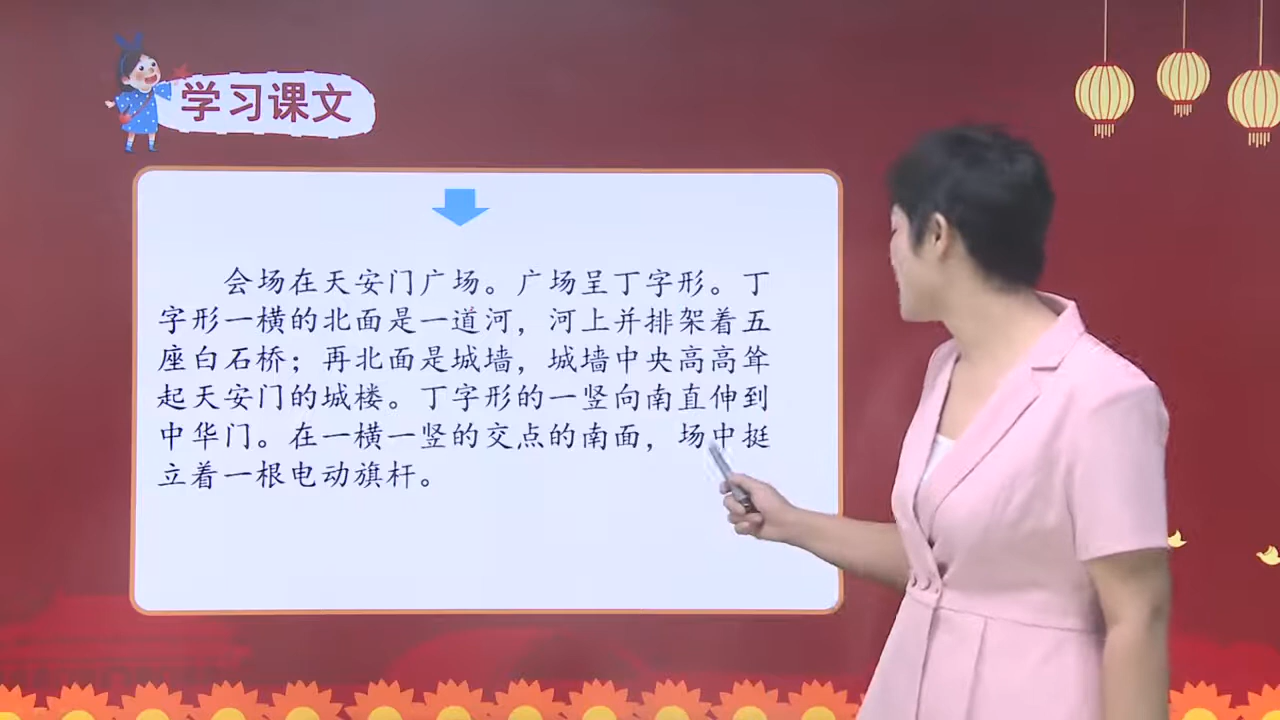 学习课文
会场在天安门广场。广场呈丁字形。丁
字形一横的北面是一道河，河上并排架着五
座白石桥；再北面是城墙，城墙中央高高耸
起天安门的城楼。丁字形的一竖向南直伸到
中华门。在一横一竖的交点的南面，场中挺
立着一根电动旗杆。